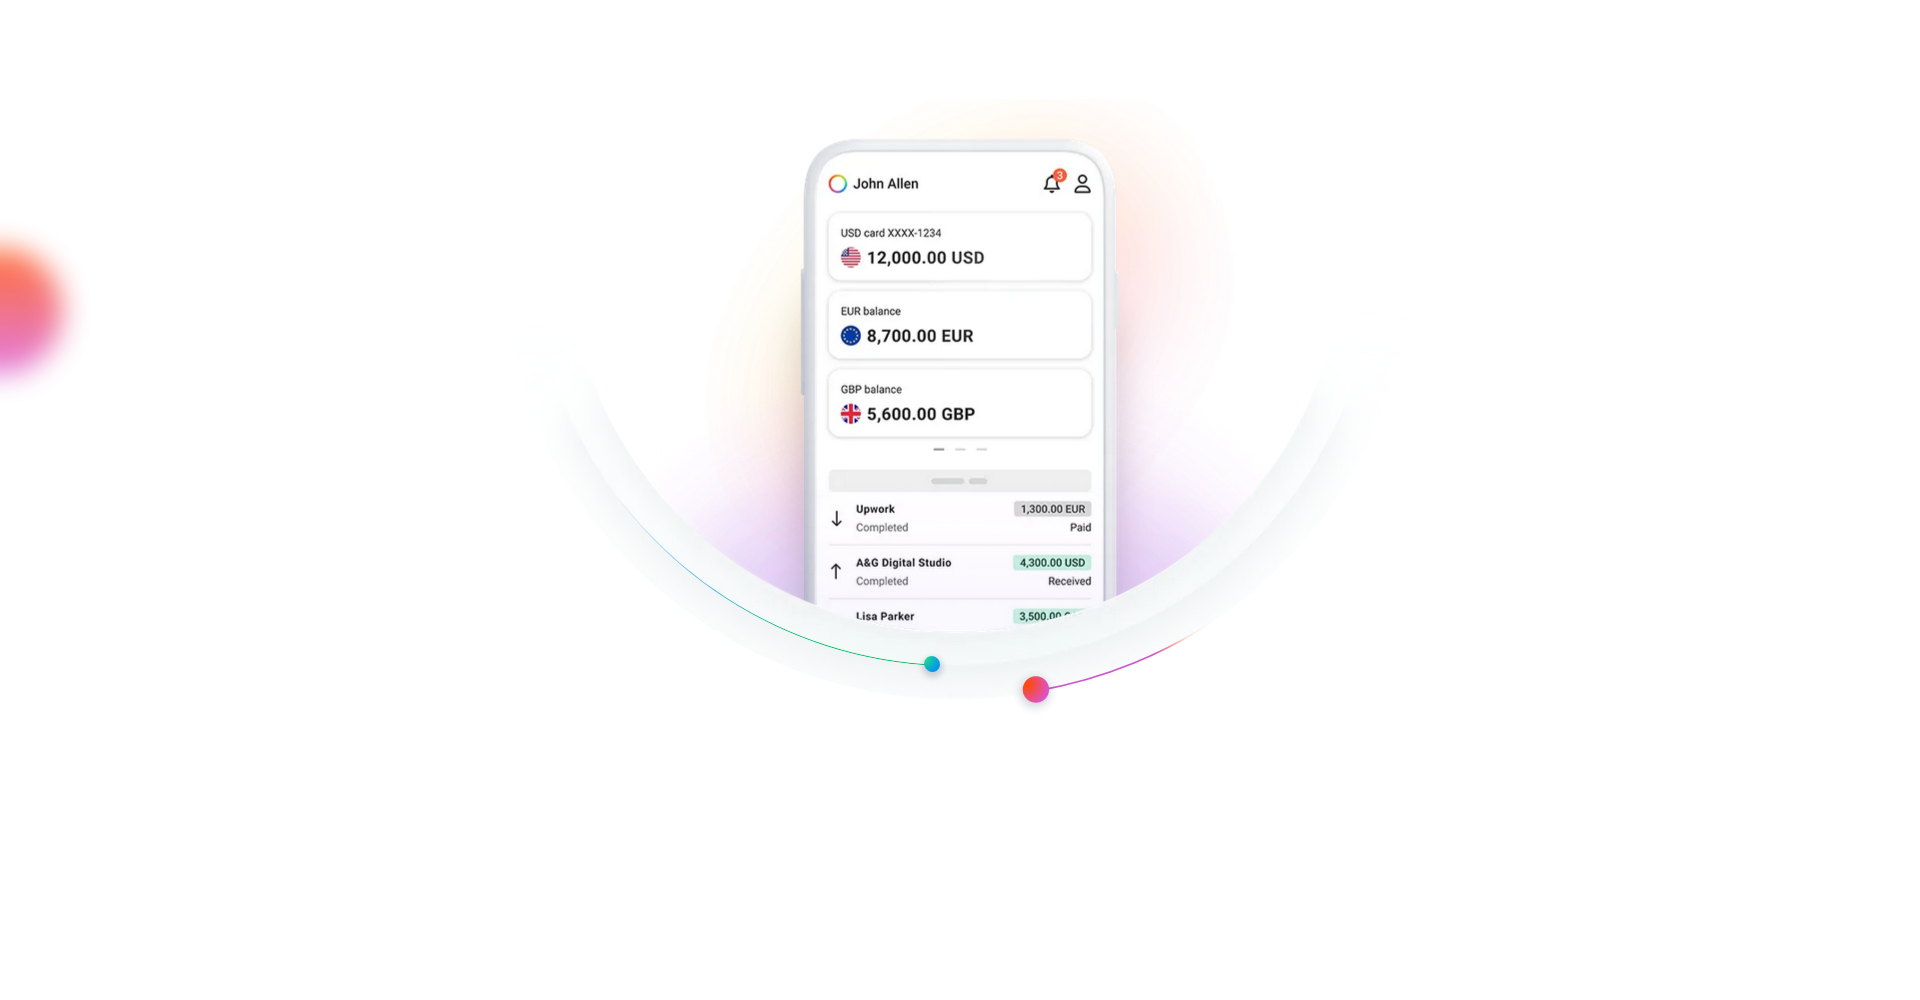 John Allen
3
USD card XXXX-1234
12,000.00 USD
EUR balance
8,700.00 EUR
GBP balance
5,600.00 GBP
Upwork
1,300.00 EUR
Completed
Paid
A&G Digital Studio
4,300.00 USD
Completed
Received
Lisa Parker
3,500.00